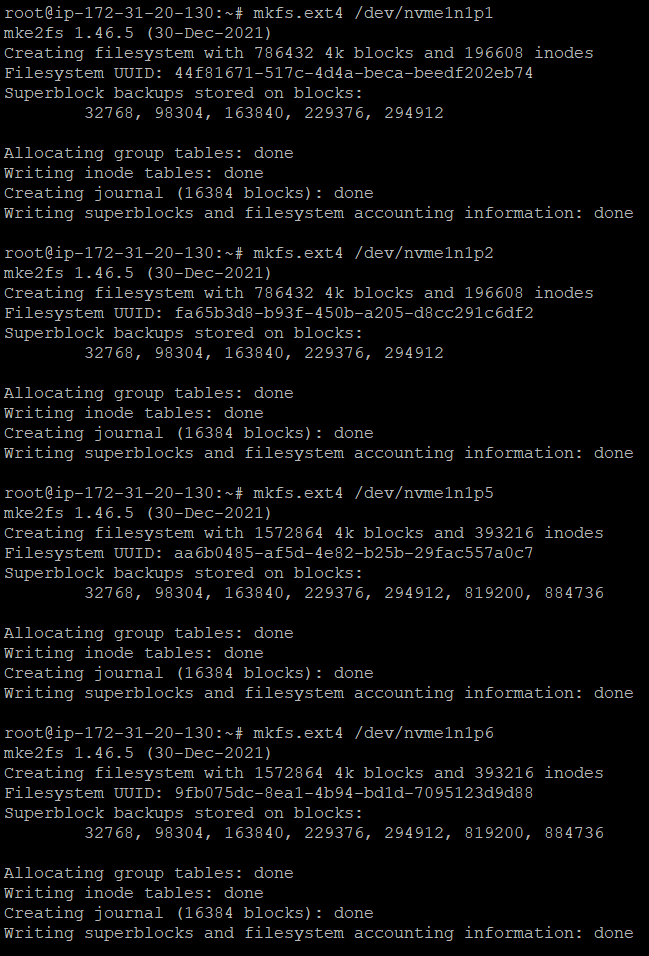 root@ip-172-31-20-130:~# mkfs.ext4 /dev/nvme1n1p1
mke2fs 1.46.5 (30-Dec-2021)
Creating filesystem with 786432 4k blocks and 196608 inodes
Filesystem UUID: 44f81671-517c-4d4a-beca-beedf202eb74
Superblock backups stored on blocks:
        32768, 98304, 163840, 229376, 294912

Allocating group tables: done
Writing inode tables: done
Creating journal (16384 blocks): done
Writing superblocks and filesystem accounting information: done

root@ip-172-31-20-130:~# mkfs.ext4 /dev/nvme1n1p2
mke2fs 1.46.5 (30-Dec-2021)
Creating filesystem with 786432 4k blocks and 196608 inodes
Filesystem UUID: fa65b3d8-b93f-450b-a205-d8cc291c6df2
Superblock backups stored on blocks:
        32768, 98304, 163840, 229376, 294912

Allocating group tables: done
Writing inode tables: done
Creating journal (16384 blocks): done
Writing superblocks and filesystem accounting information: done

root@ip-172-31-20-130:~# mkfs.ext4 /dev/nvme1n1p5
mke2fs 1.46.5 (30-Dec-2021)
Creating filesystem with 1572864 4k blocks and 393216 inodes
Filesystem UUID: aa6b0485-af5d-4e82-b25b-29fac557a0c7
Superblock backups stored on blocks:
        32768, 98304, 163840, 229376, 294912, 819200, 884736

Allocating group tables: done
Writing inode tables: done
Creating journal (16384 blocks): done
Writing superblocks and filesystem accounting information: done

root@ip-172-31-20-130:~# mkfs.ext4 /dev/nvme1n1p6
mke2fs 1.46.5 (30-Dec-2021)
Creating filesystem with 1572864 4k blocks and 393216 inodes
Filesystem UUID: 9fb075dc-8ea1-4b94-bd1d-7095123d9d88
Superblock backups stored on blocks:
        32768, 98304, 163840, 229376, 294912, 819200, 884736

Allocating group tables: done
Writing inode tables: done
Creating journal (16384 blocks): done
Writing superblocks and filesystem accounting information: done